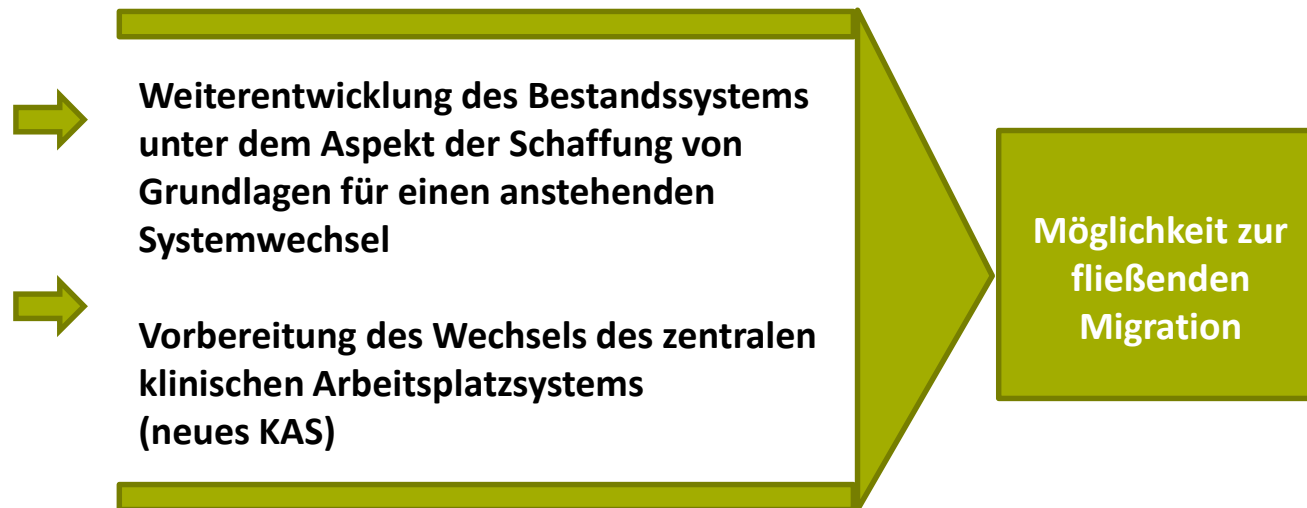 Weiterentwicklung des Bestandssystems
unter dem Aspekt der Schaffung von
Grundlagen für einen anstehenden
Systemwechsel
Vorbereitung des Wechsels des zentralen
klinischen Arbeitsplatzsystems
(neues KAS)
Möglichkeit zur
fließenden
Migration